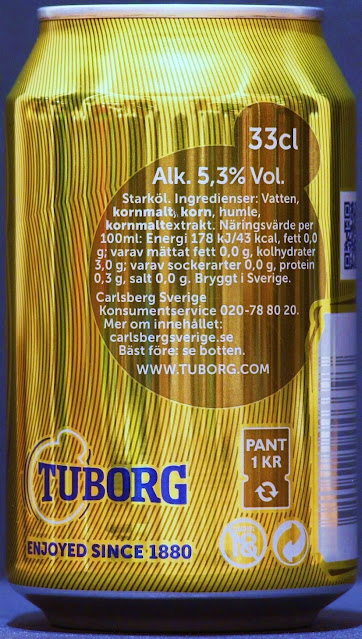 33cl
Alk. 5,3% Vol.
Starköl. Ingredienser: Vatten,
kornmalt, korn, humle,
kornmaltextrakt. Näringsvärde per
100ml: Energi 178 kJ/43 kcal, fett 0,0
g; varav mättat fett 0,0 g, kolhydrater
3,0 g; varav sockerarter 0,0 g, protein
0,3 g, salt 0,0 g. Bryggt i Sverige.
Carlsberg Sverige
Konsumentservice 020-78 80 20.
Mer om innehållet:
carlsbergsverige.se
Bäst före: se botten.
WWW.TUBORG.COM
PANT
1 KR
TUBORG
ENJOYED SINCE 1880
18